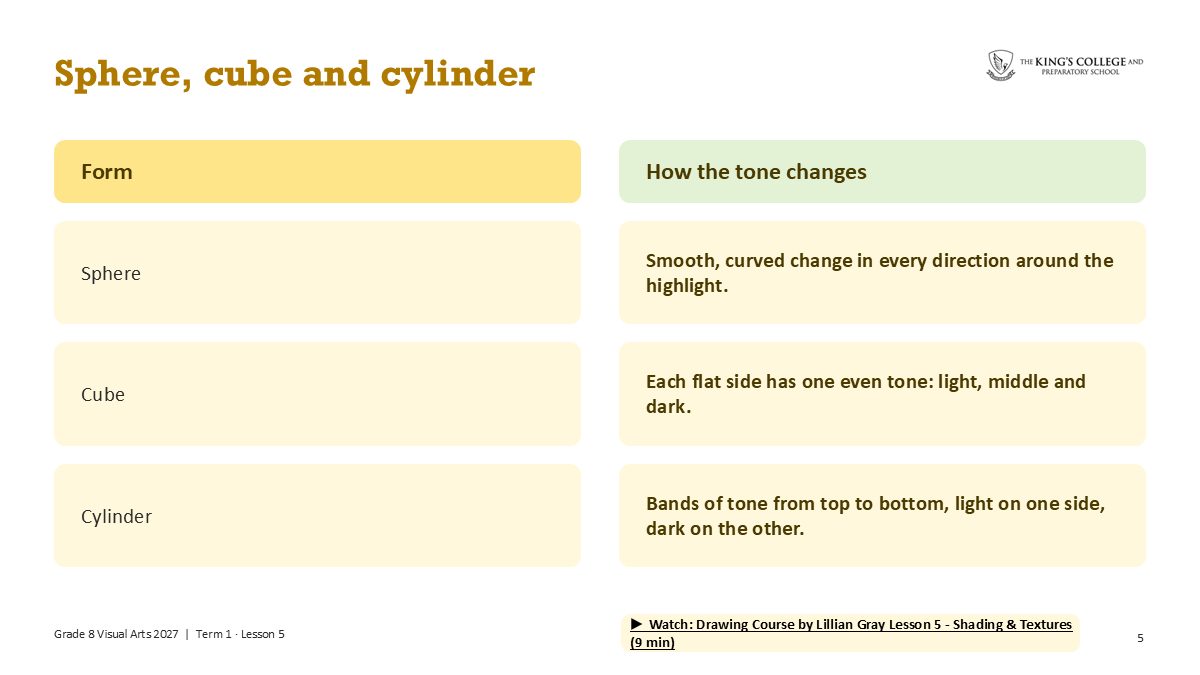 Sphere, cube and cylinder
THE KING'S COLLEGE AND
PREPARATORY SCHOOL
Form
How the tone changes
Sphere
Smooth, curved change in every direction around the
highlight.
Cube
Each flat side has one even tone: light, middle and
dark.
Cylinder
Bands of tone from top to bottom, light on one side,
dark on the other.
Grade 8 Visual Arts 2027 | Term 1 · Lesson 5
▶ Watch: Drawing Course by Lillian Gray Lesson 5 - Shading & Textures
(9 min)
5